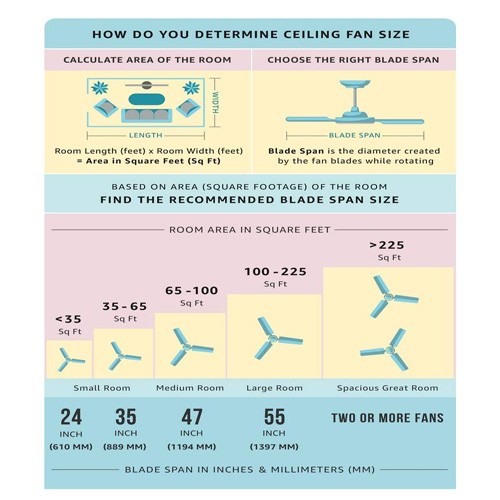 HOW DO YOU DETERMINE CEILING FAN SIZE
CALCULATE AREA OF THE ROOM
CHOOSE THE RIGHT BLADE SPAN
WIDTH
LENGTH
Room Length (feet) x Room Width (feet)
= Area in Square Feet (Sq Ft)
BLADE SPAN
Blade Span is the diameter created
by the fan blades while rotating
BASED ON AREA (SQUARE FOOTAGE) OF THE ROOM
FIND THE RECOMMENDED BLADE SPAN SIZE
ROOM AREA IN SQUARE FEET
<35
Sq Ft
35-65
Sq Ft
65-100
Sq Ft
100-225
Sq Ft
>225
Sq Ft
Small Room
Medium Room
Large Room
Spacious Great Room
24
INCH
(610 MM)
35
INCH
(889 MM)
47
INCH
(1194 MM)
55
INCH
(1397 MM)
TWO OR MORE FANS
BLADE SPAN IN INCHES & MILLIMETERS (MM)